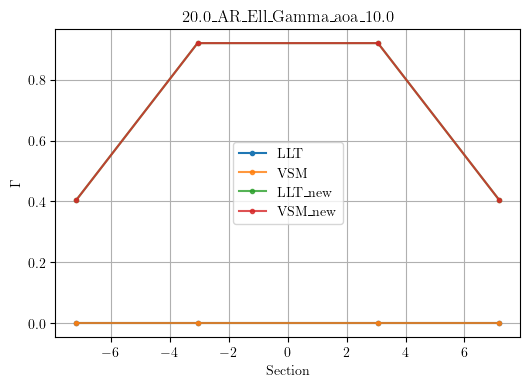 20.0_AR_Ell_Gamma_aoa_10.0
0.8
0.6
0.4
0.2
0.0
Γ
LLT
VSM
LLT_new
VSM_new
−6 −4 −2 0 2 4 6
Section